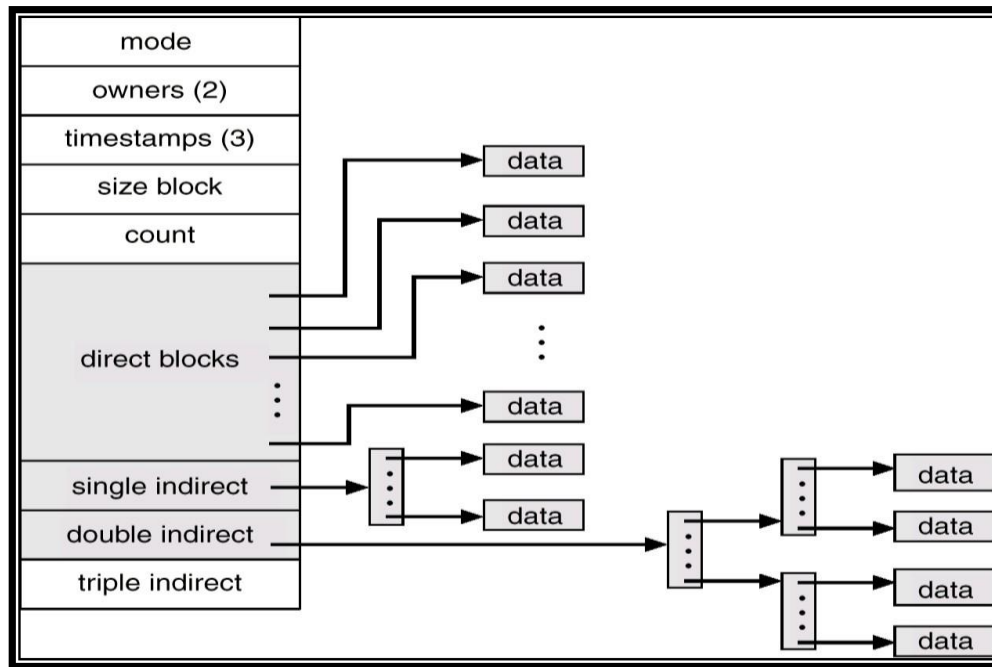 mode
owners (2)
timestamps (3)
size block
count
direct blocks
single indirect
double indirect
triple indirect
data
data
data
data
data
data
data
data
data
data